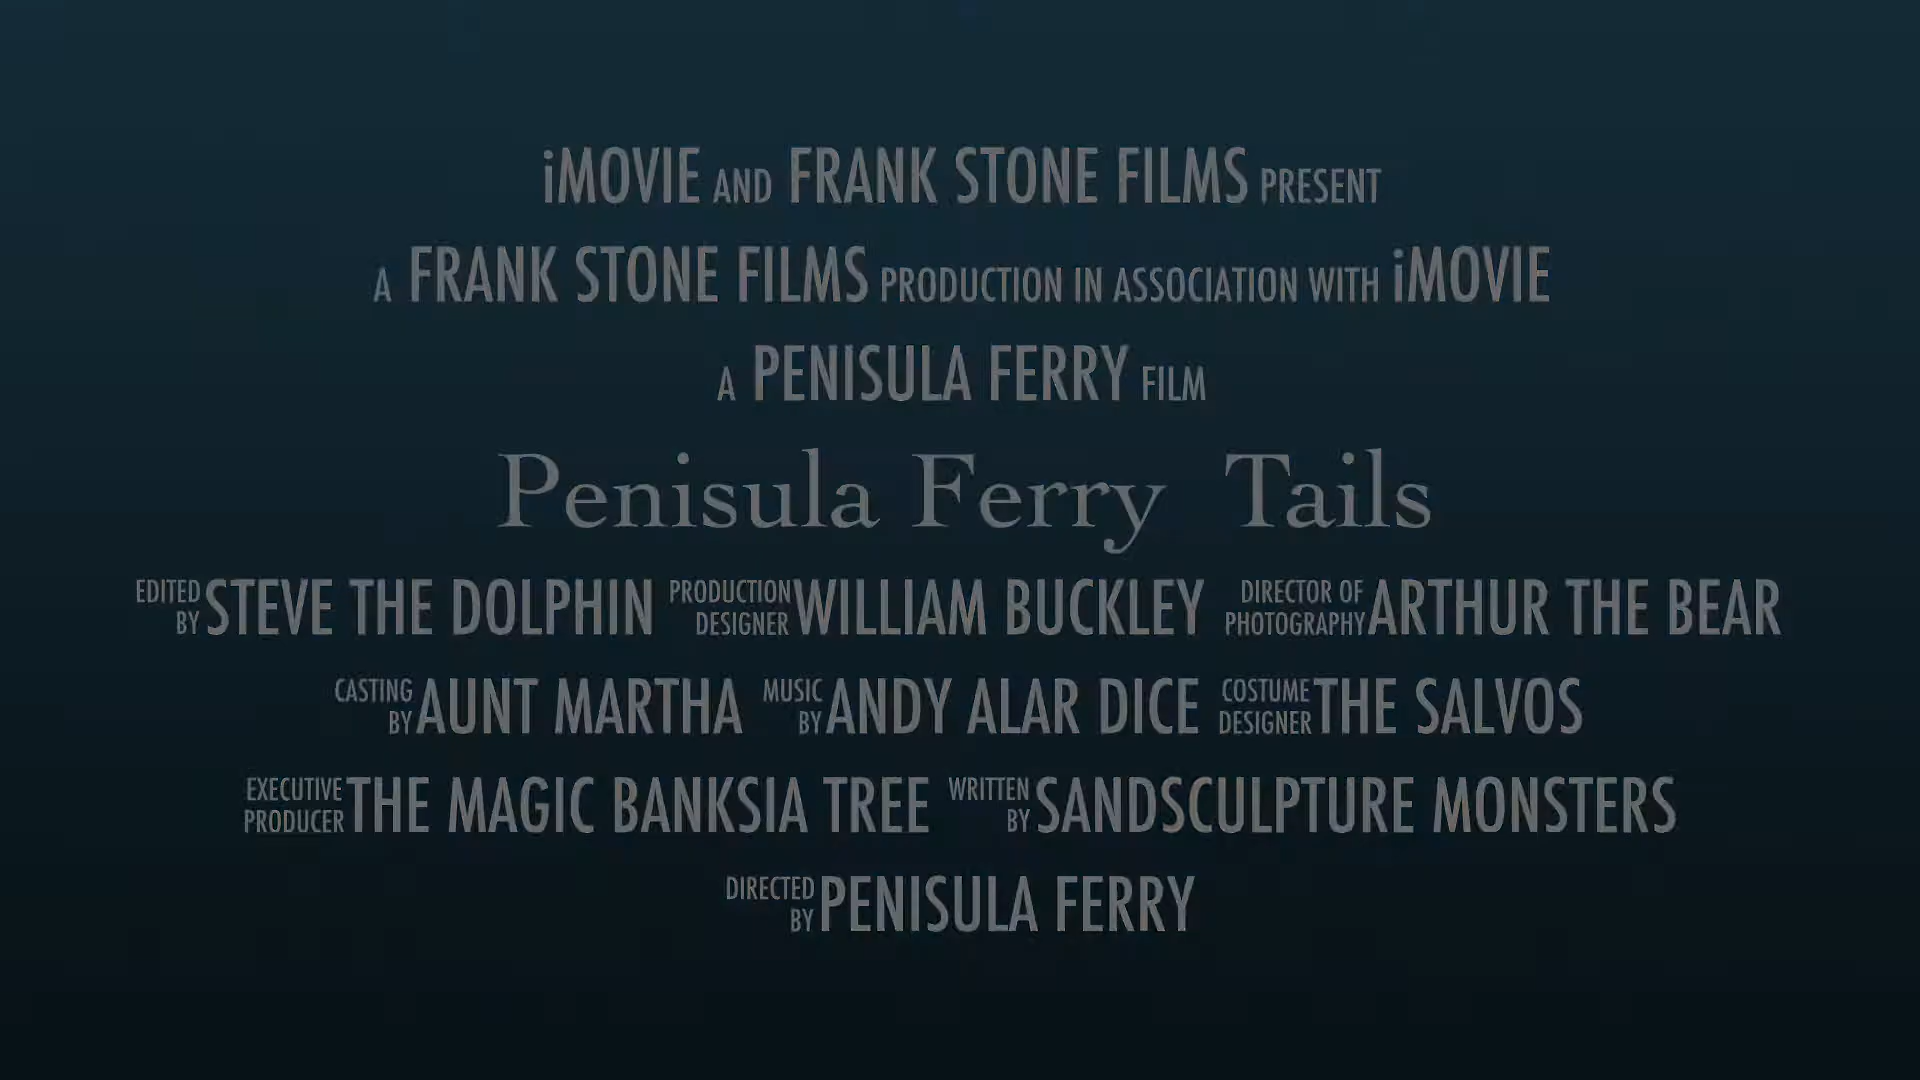 iMOVIE AND FRANK STONE FILMS PRESENT
A FRANK STONE FILMS PRODUCTION IN ASSOCIATION WITH iMOVIE
A PENISULA FERRY FILM
Penisula Ferry Tails
EDITED BY STEVE THE DOLPHIN PRODUCTION DESIGNER WILLIAM BUCKLEY DIRECTOR OF PHOTOGRAPHY ARTHUR THE BEAR
CASTING BY AUNT MARTHA MUSIC BY ANDY ALAR DICE COSTUME DESIGNER THE SALVOS
EXECUTIVE PRODUCER THE MAGIC BANKSIA TREE WRITTEN BY SANDSCULPTURE MONSTERS
DIRECTED BY PENISULA FERRY